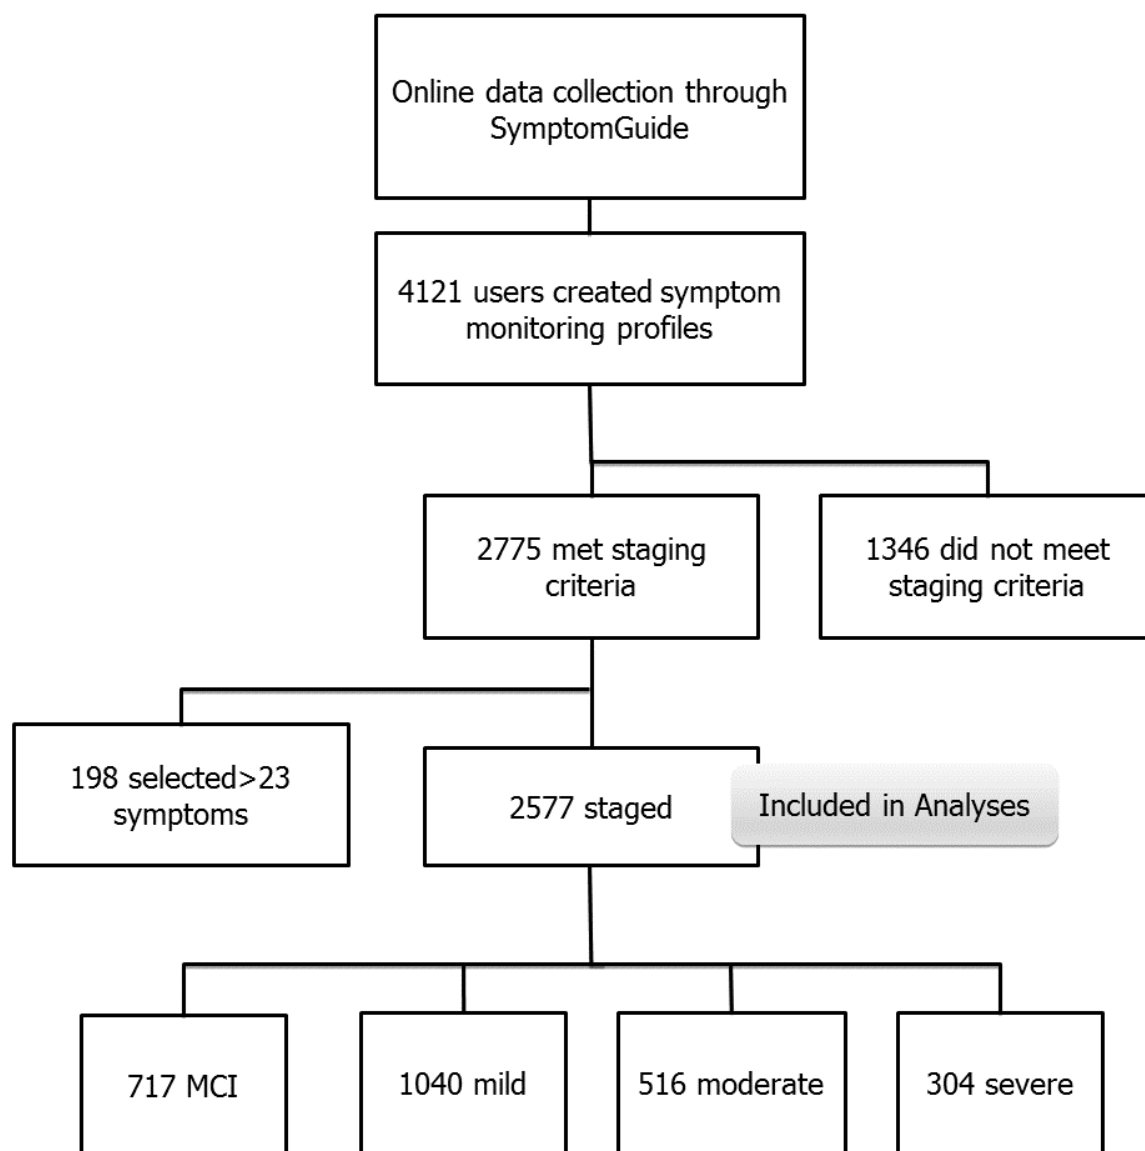 Online data collection through
SymptomGuide
4121 users created symptom
monitoring profiles
2775 met staging
criteria
1346 did not meet
staging criteria
198 selected>23
symptoms
2577 staged
Included in Analyses
717 MCI
1040 mild
516 moderate
304 severe